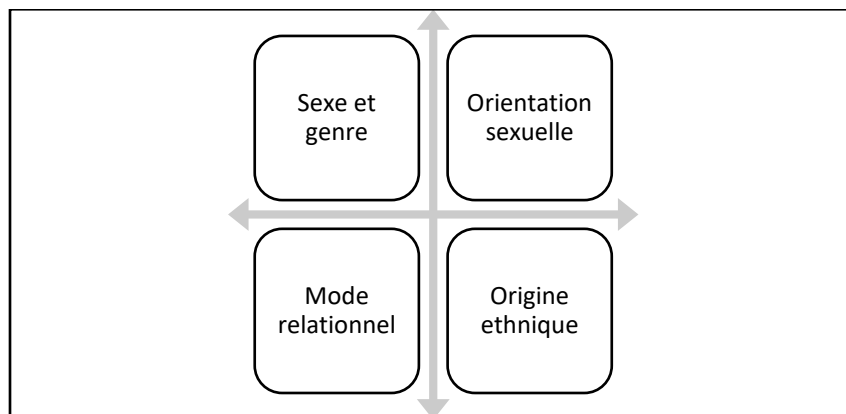 Sexe et
genre
Orientation
sexuelle
Mode
relationnel
Origine
ethnique